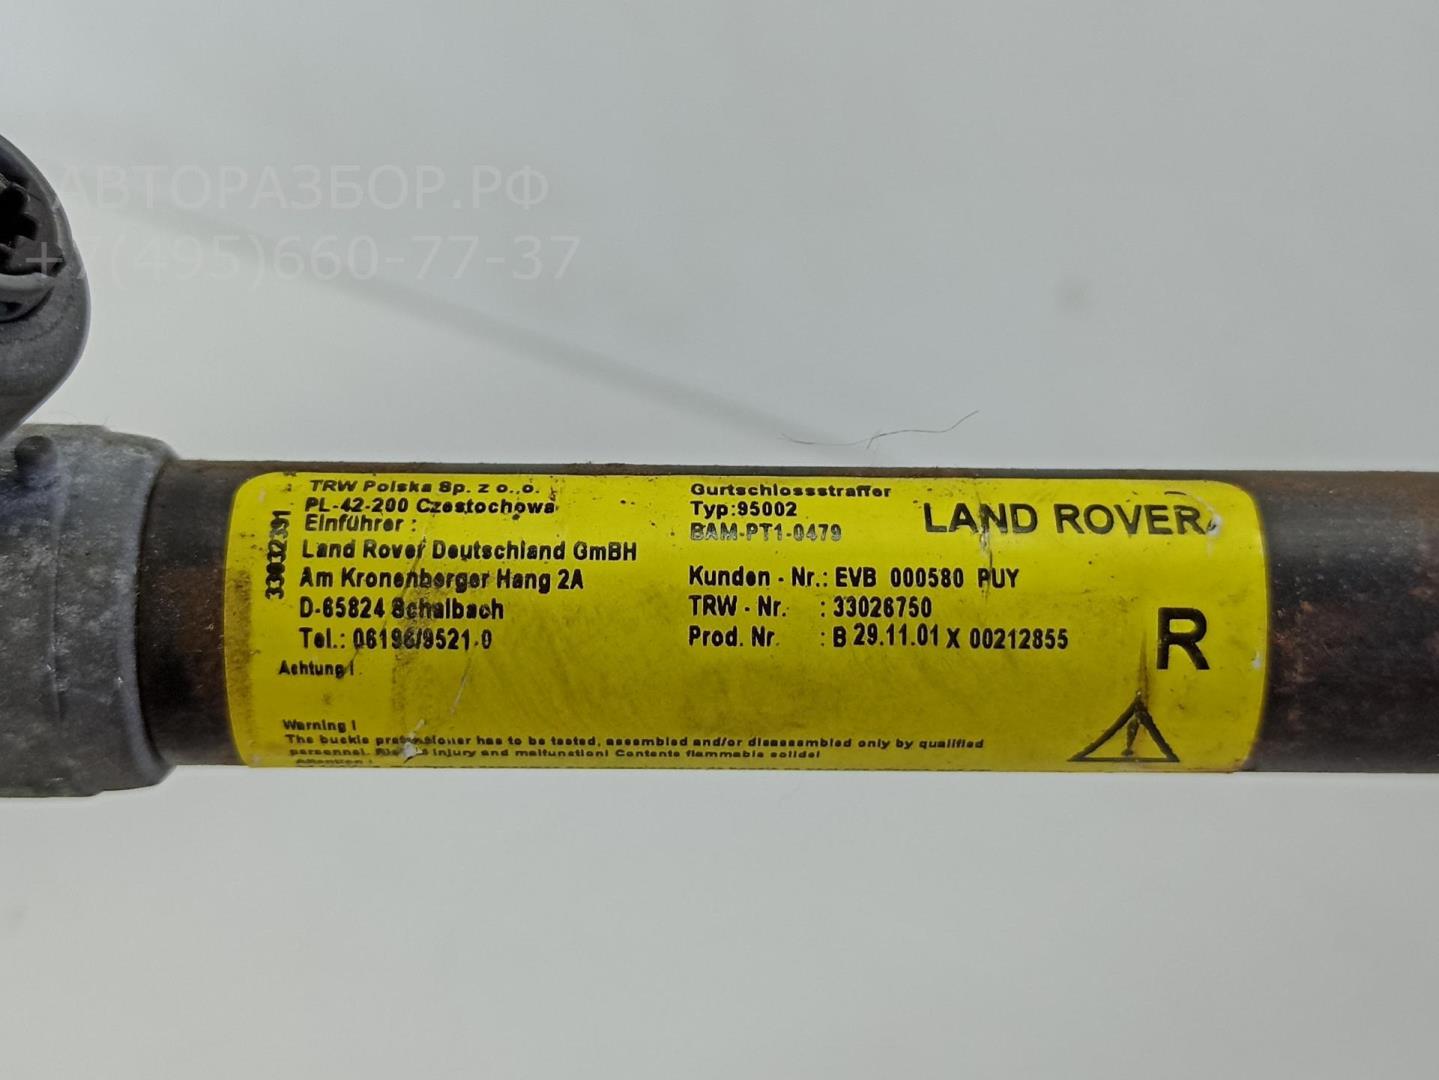 АВТОРАЗБОР.РФ
+7(495)660-77-37
33032391
TRW Polska Sp. z o..o.
PL-42-200 Czestochowa
Einführer :
Land Rover Deutschland GmBH
Am Kronenberger Hang 2A
D-65824 Schalbach
Tel.: 06196/9521-0
Achtung !
Gurtschlossstraffer
Typ:95002
BAM-PT1-0479
Kunden - Nr.: EVB 000580 PUY
TRW - Nr. : 33026750
Prod. Nr : B 29.11.01 X 00212855
LAND ROVER
R
Warning !
The buckle pretensioner has to be tested, assembled and/or disassembled only by qualified
personnel. injury and malfunction! Contents flammable solids!
Attention !